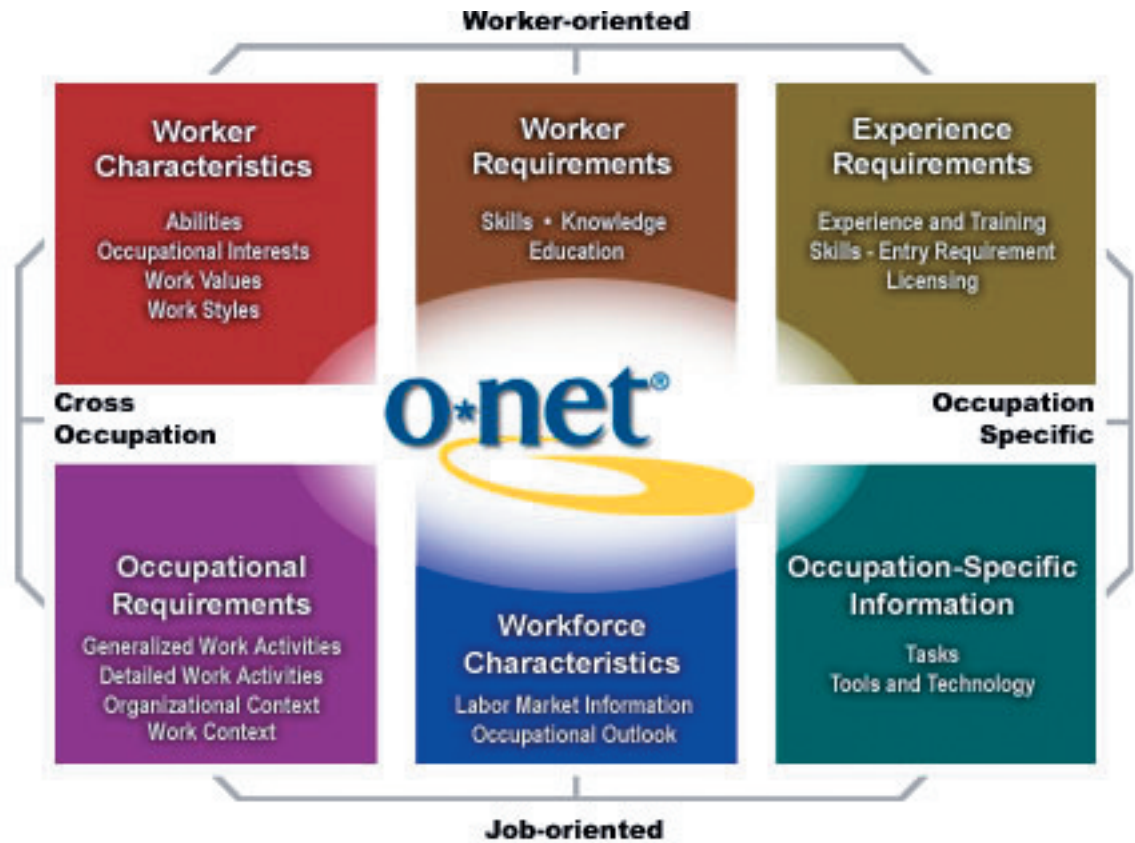 Worker-oriented
Worker
Characteristics
Abilities
Occupational Interests
Work Values
Work Styles
Worker
Requirements
Skills • Knowledge
Education
Experience
Requirements
Experience and Training
Skills - Entry Requirement
Licensing
Cross
Occupation
o*net®
Occupation
Specific
Occupational
Requirements
Generalized Work Activities
Detailed Work Activities
Organizational Context
Work Context
Workforce
Characteristics
Labor Market Information
Occupational Outlook
Occupation-Specific
Information
Tasks
Tools and Technology
Job-oriented